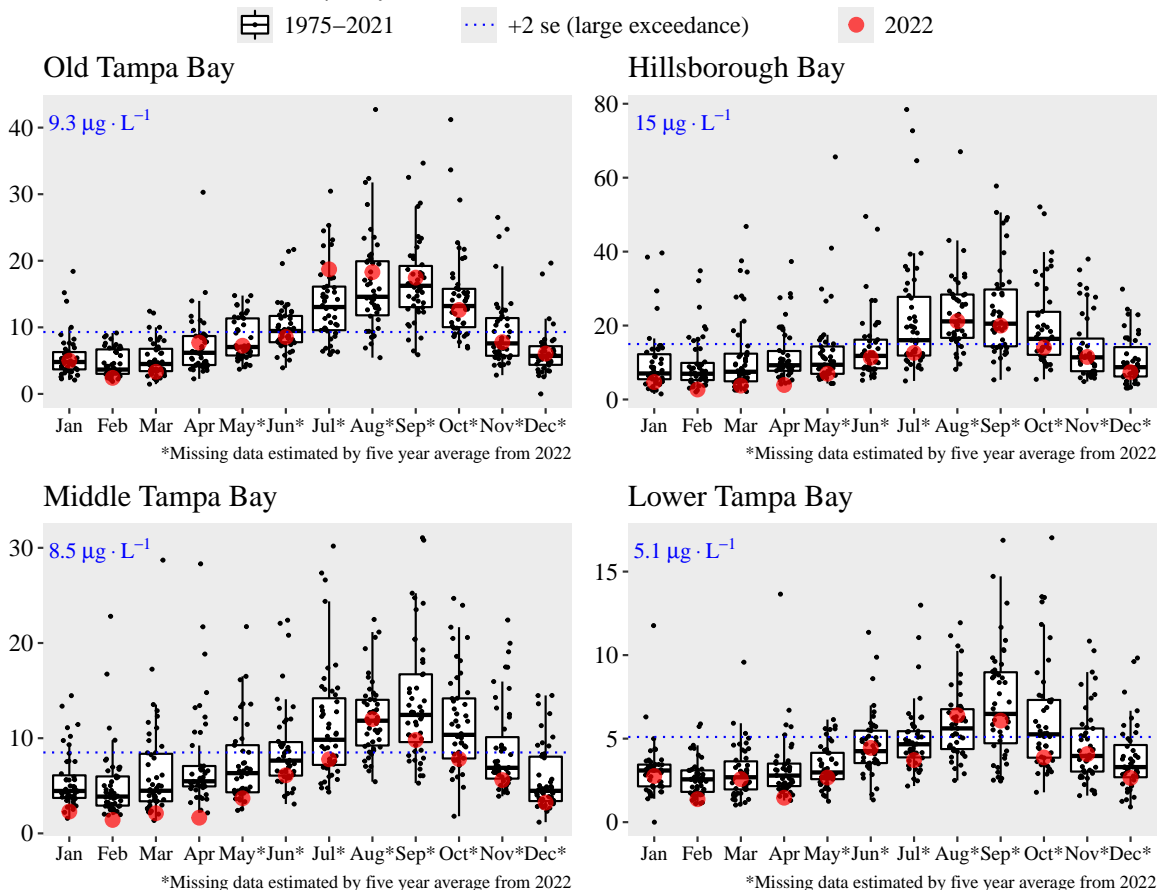 1975–2021 +2 se (large exceedance) 2022
Old Tampa Bay
9.3 μg · L⁻¹
40
30
20
10
0
Jan Feb Mar Apr May* Jun* Jul* Aug* Sep* Oct* Nov* Dec*
*Missing data estimated by five year average from 2022
Hillsborough Bay
15 μg · L⁻¹
80
60
40
20
0
Jan Feb Mar Apr May* Jun* Jul* Aug* Sep* Oct* Nov* Dec*
*Missing data estimated by five year average from 2022
Middle Tampa Bay
8.5 μg · L⁻¹
30
20
10
0
Jan Feb Mar Apr May* Jun* Jul* Aug* Sep* Oct* Nov* Dec*
*Missing data estimated by five year average from 2022
Lower Tampa Bay
5.1 μg · L⁻¹
15
10
5
0
Jan Feb Mar Apr May* Jun* Jul* Aug* Sep* Oct* Nov* Dec*
*Missing data estimated by five year average from 2022